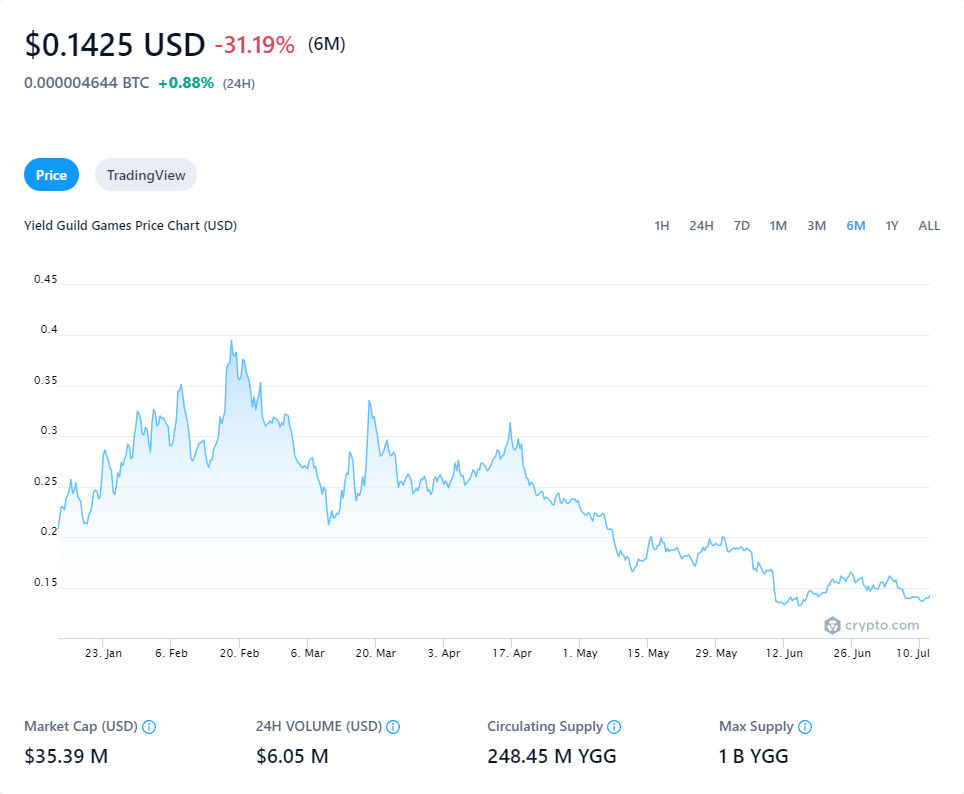 $0.1425 USD -31.19% (6M)
0.000004644 BTC +0.88% (24H)
Price TradingView
Yield Guild Games Price Chart (USD) 1H 24H 7D 1M 3M 6M 1Y ALL
0.45
0.4
0.35
0.3
0.25
0.2
0.15
crypto.com
23. Jan 6. Feb 20. Feb 6. Mar 20. Mar 3. Apr 17. Apr 1. May 15. May 29. May 12. Jun 26. Jun 10. Jul
Market Cap (USD) 24H VOLUME (USD) Circulating Supply Max Supply
$35.39 M $6.05 M 248.45 M YGG 1 B YGG